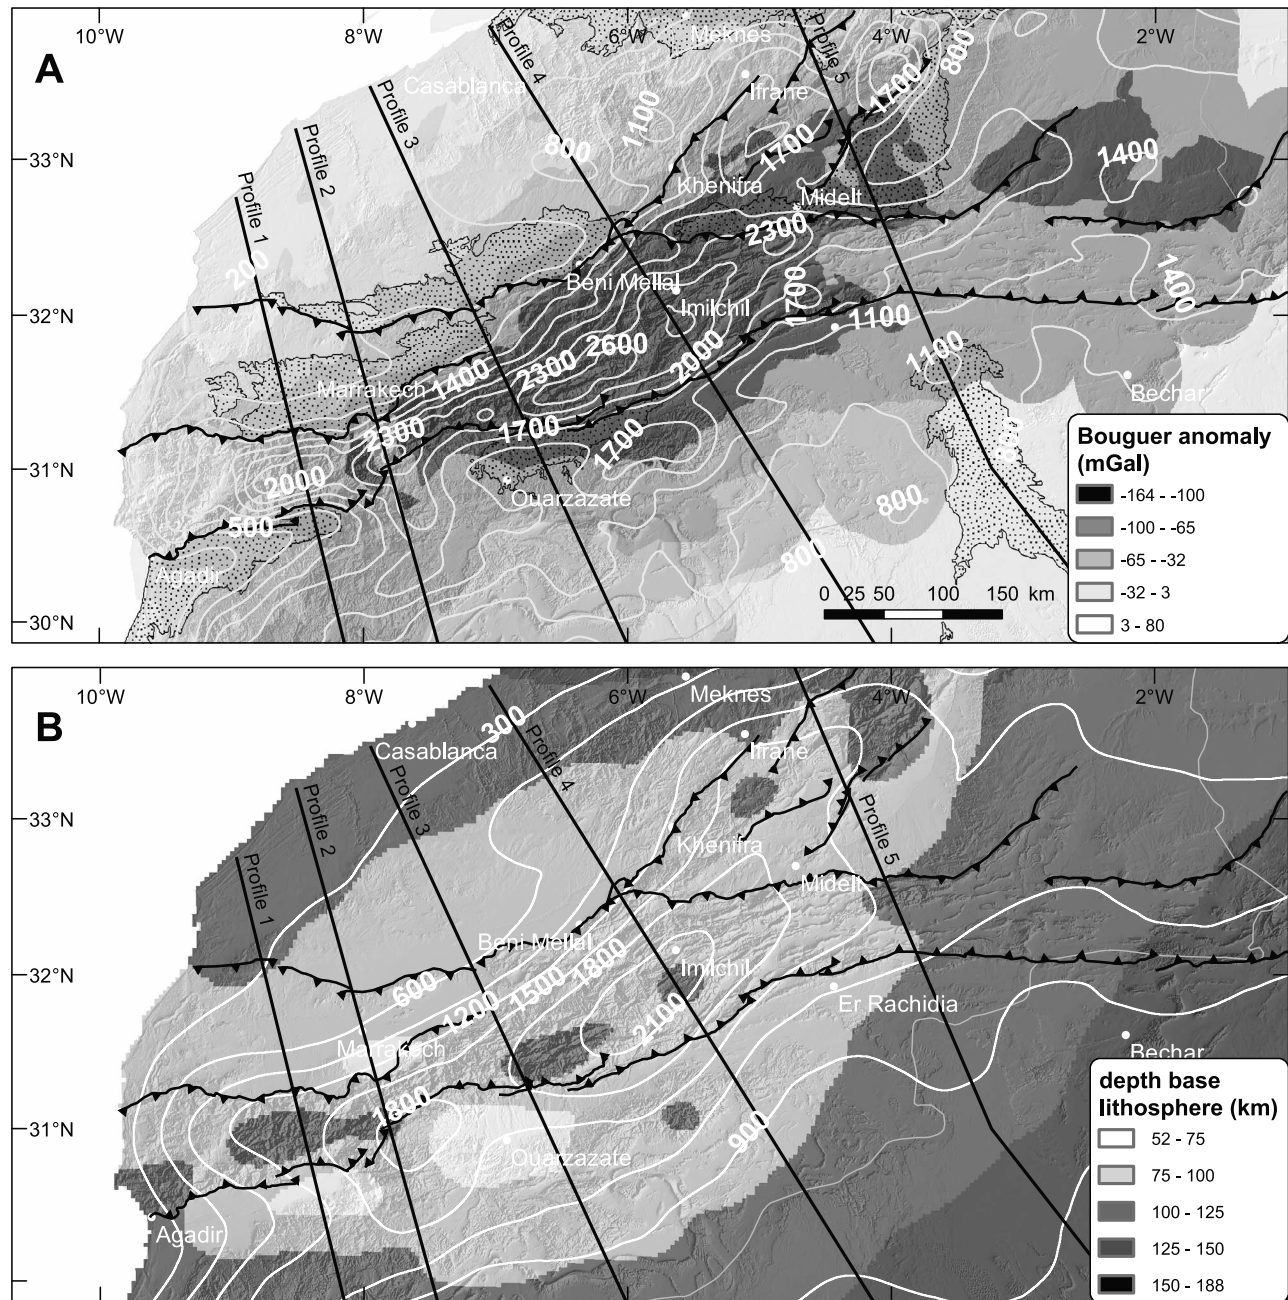 10°W
8°W
6°W
4°W
2°W
A
Profile 4
Profile 5
Meknes
Casablanca
Ifrane
800
1700
1100
Profile 3
Profile 2
33°N
800
1700
1400
Khenifra
Midelt
Profile 1
2300
200
Beni Mellal
1700
1400
32°N
Imilchil
1100
2600
2000
1100
2300
Marrakech
1400
Bechar
2300
1700
1700
800
31°N
2000
Ouarzazate
800
500
Agadir
800
30°N
0 25 50 100 150 km
Bouguer anomaly
(mGal)
-164 - -100
-100 - -65
-65 - -32
-32 - 3
3 - 80
10°W
8°W
6°W
4°W
2°W
B
Meknes
300
Casablanca
Ifrane
Profile 4
Profile 3
Profile 2
Profile 5
33°N
Khenifra
Profile 1
Midelt
Beni Mellal
1800
Imilchil
32°N
600
1500
Er Rachidia
1200
2100
Marrakech
Bechar
1800
31°N
900
Ouarzazate
Agadir
depth base
lithosphere (km)
52 - 75
75 - 100
100 - 125
125 - 150
150 - 188